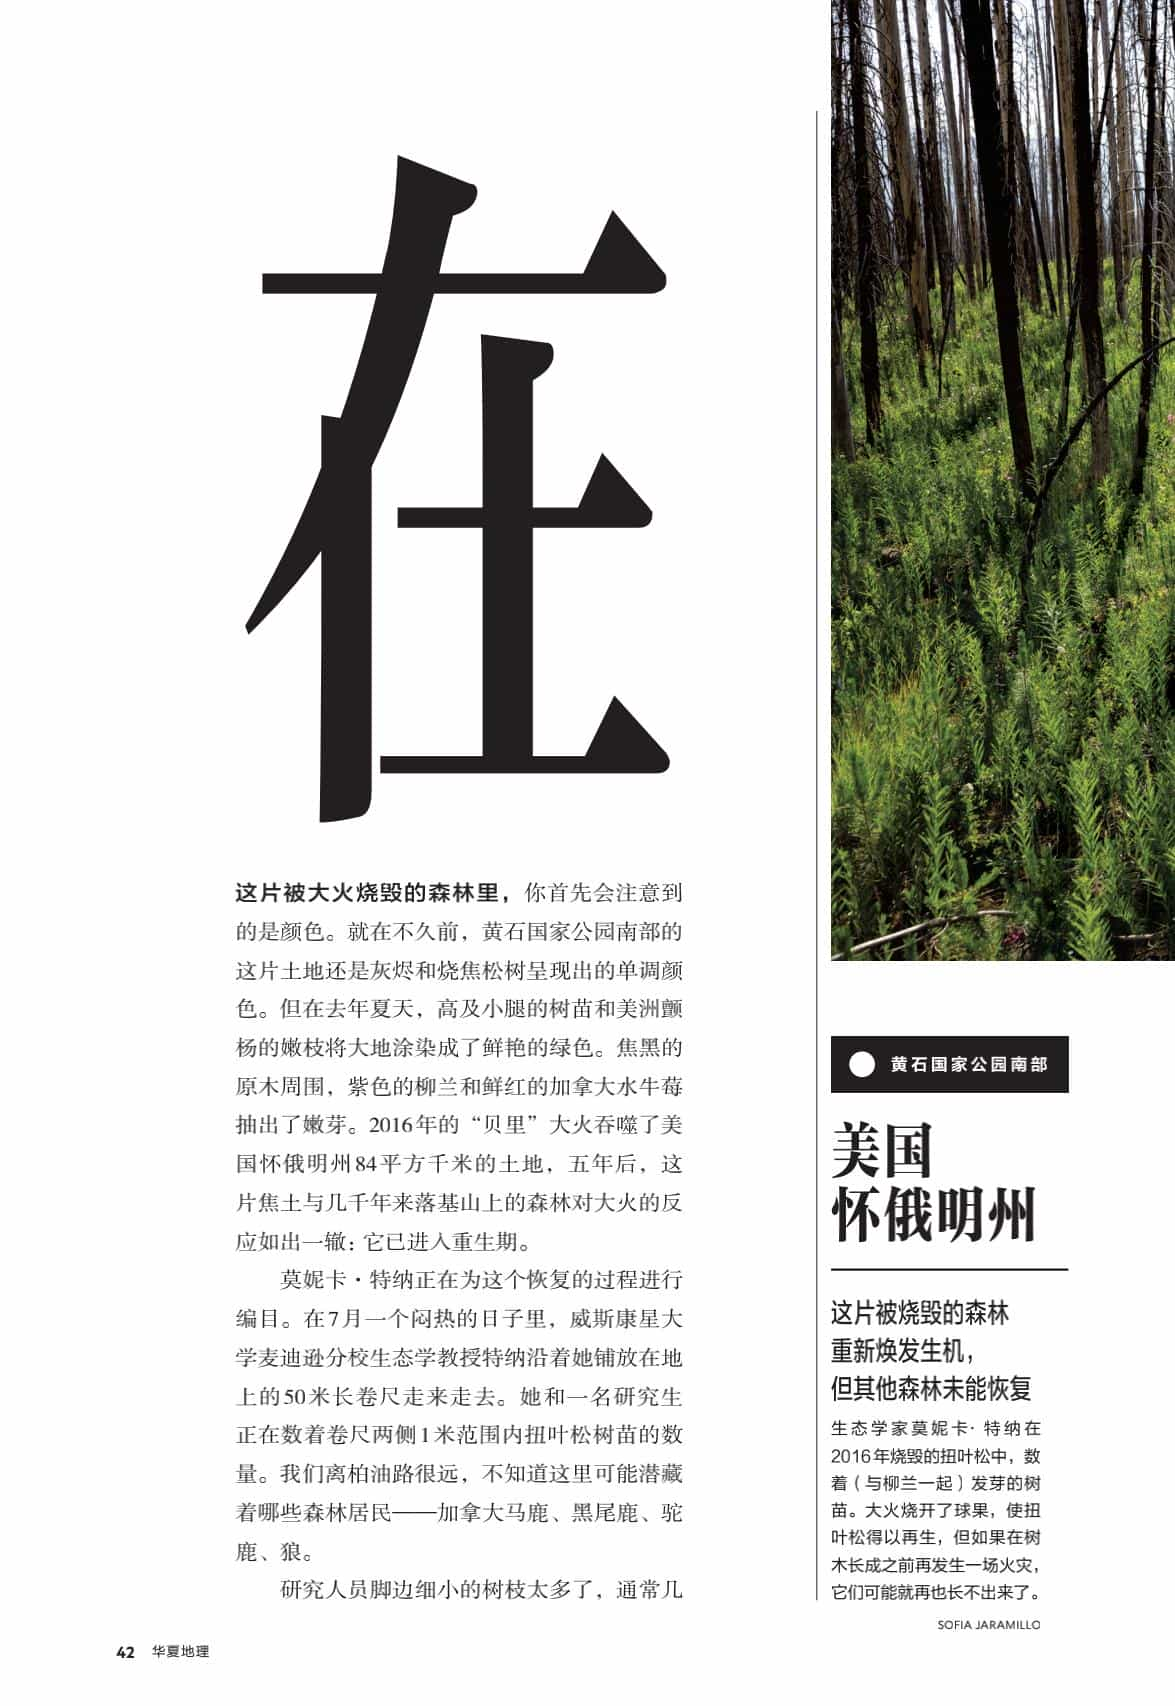 在
这片被大火烧毁的森林里，你首先会注意到
的是颜色。就在不久前，黄石国家公园南部的
这片土地还是灰烬和烧焦松树呈现出的单调颜
色。但在去年夏天，高及小腿的树苗和美洲颤
杨的嫩枝将大地涂染成了鲜艳的绿色。焦黑的
原木周围，紫色的柳兰和鲜红的加拿大水牛莓
抽出了嫩芽。2016年的“贝里”大火吞噬了美
国怀俄明州84平方千米的土地，五年后，这
片焦土与几千年来落基山上的森林对大火的反
应如出一辙：它已进入重生期。
莫妮卡·特纳正在为这个恢复的过程进行
编目。在7月一个闷热的日子里，威斯康星大
学麦迪逊分校生态学教授特纳沿着她铺放在地
上的50米长卷尺走来走去。她和一名研究生
正在数着卷尺两侧1米范围内扭叶松树苗的数
量。我们离柏油路很远，不知道这里可能潜藏
着哪些森林居民——加拿大马鹿、黑尾鹿、驼
鹿、狼。
研究人员脚边细小的树枝太多了，通常几
黄石国家公园南部
美国
怀俄明州
这片被烧毁的森林
重新焕发生机，
但其他森林未能恢复
生态学家莫妮卡·特纳在
2016年烧毁的扭叶松中，数
着（与柳兰一起）发芽的树
苗。大火烧开了球果，使扭
叶松得以再生，但如果在树
木长成之前再发生一场火灾，
它们可能就再也长不出来了。
SOFIA JARAMILLO
42 华夏地理